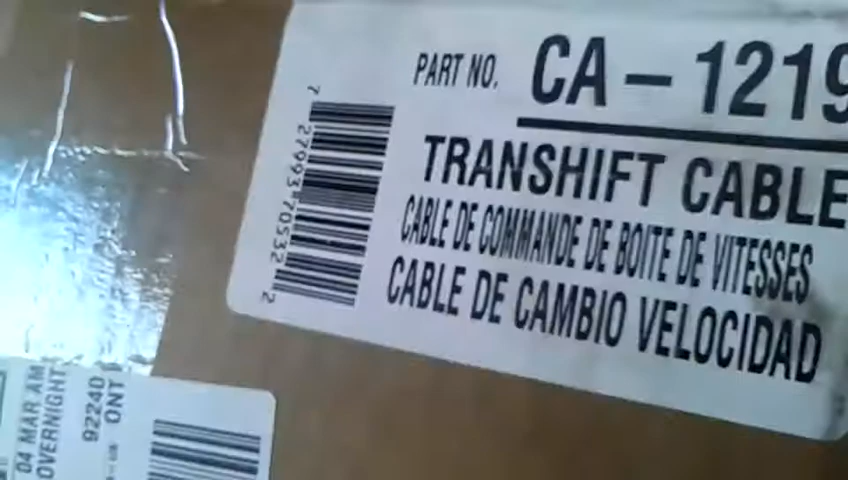 PART NO. CA-1219
TRANSHIFT CABLE
CABLE DE COMMANDE DE BOITE DE VITESSES
CABLE DE CAMBIO VELOCIDAD
7 27993 70532 2
04 MAR AM
OVERNIGHT
92240
ONT